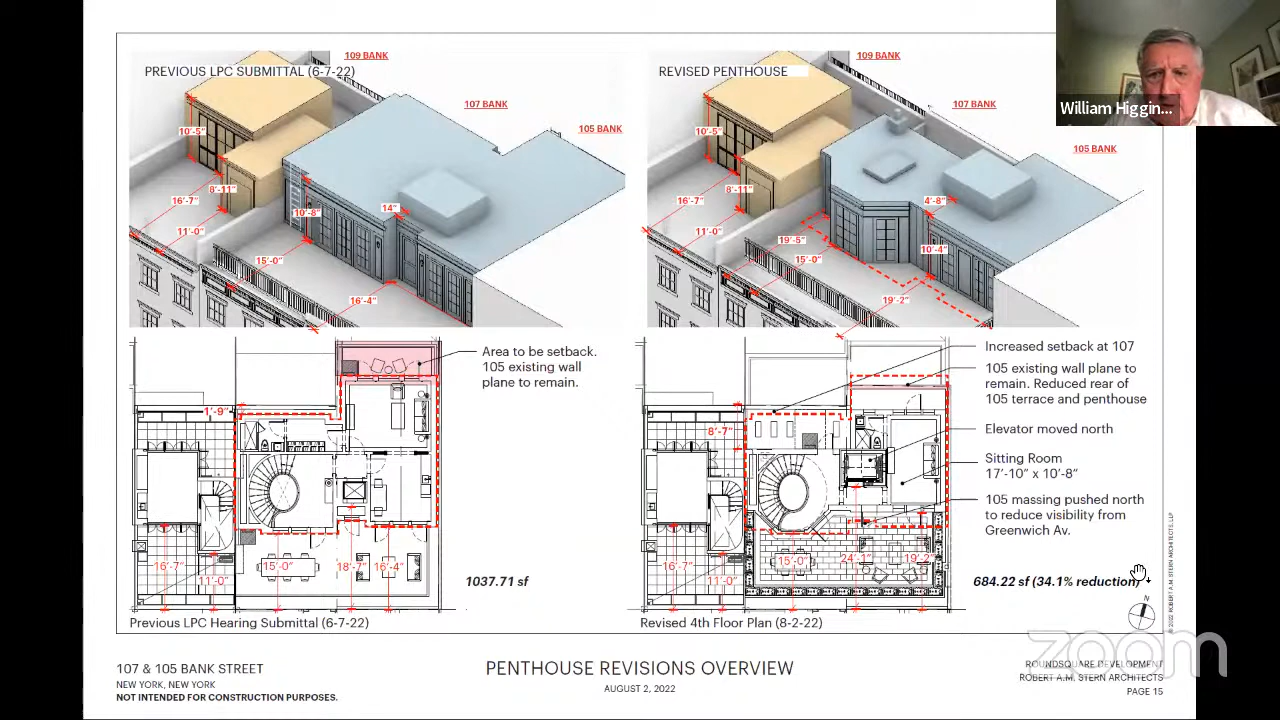 PREVIOUS LPC SUBMITTAL (6-7-22)
109 BANK
107 BANK
105 BANK
10'-5"
8'-11"
16'-7"
11'-0"
10'-8"
14"
15'-0"
16'-4"
REVISED PENTHOUSE
109 BANK
107 BANK
105 BANK
10'-5"
8'-11"
16'-7"
11'-0"
4'-8"
19'-5"
15'-0"
10'-4"
19'-2"
William Higgin...
Area to be setback.
105 existing wall
plane to remain.
1'-9"
16'-7"
11'-0"
15'-0"
18'-7"
16'-4"
1037.71 sf
Previous LPC Hearing Submittal (6-7-22)
Increased setback at 107
105 existing wall plane to
remain. Reduced rear of
105 terrace and penthouse
Elevator moved north
Sitting Room
17'-10" x 10'-8"
105 massing pushed north
to reduce visibility from
Greenwich Av.
8'-7"
16'-7"
11'-0"
15'-0"
24'-1"
19'-2"
684.22 sf (34.1% reduction)
N
© 2022 ROBERT A.M. STERN ARCHITECTS, LLP
Revised 4th Floor Plan (8-2-22)
107 & 105 BANK STREET
NEW YORK, NEW YORK
NOT INTENDED FOR CONSTRUCTION PURPOSES.
PENTHOUSE REVISIONS OVERVIEW
AUGUST 2, 2022
ROUNDSQUARE DEVELOPMENT
ROBERT A.M. STERN ARCHITECTS
PAGE 15
zoom